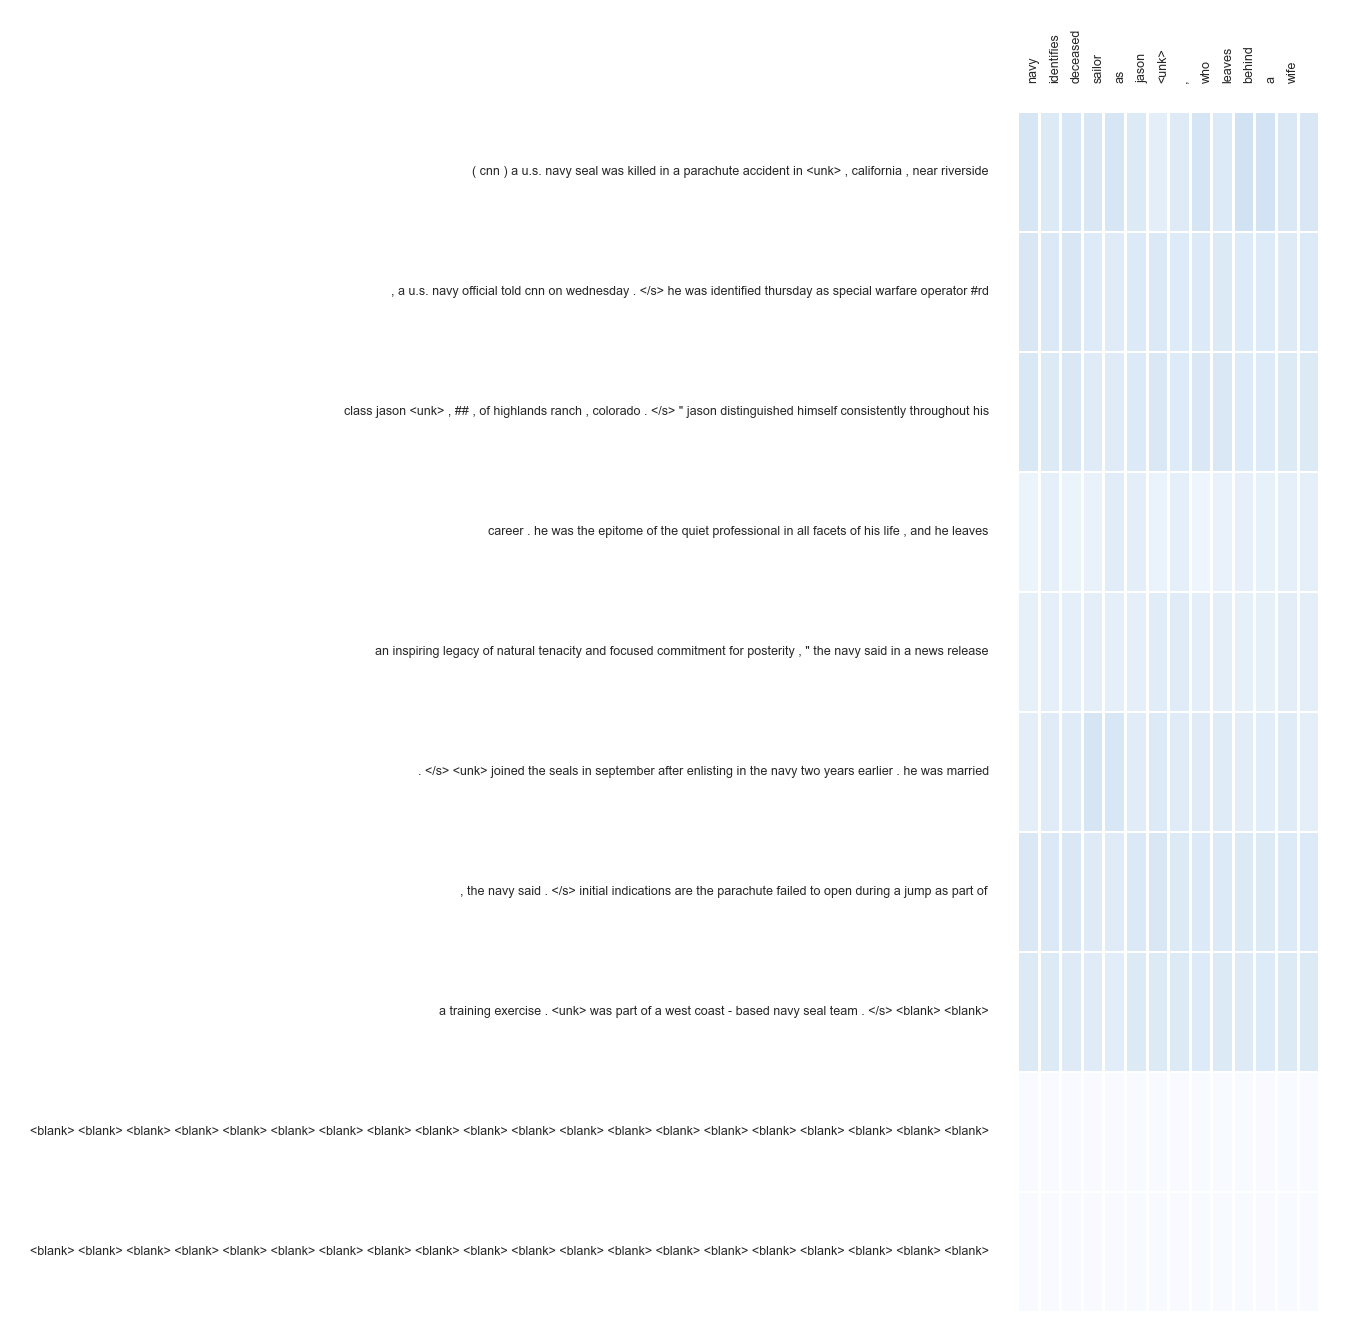 navy
identifies
deceased
sailor
as
jason
<unk>
,
who
leaves
behind
a
wife
( cnn ) a u.s. navy seal was killed in a parachute accident in <unk> , california , near riverside
, a u.s. navy official told cnn on wednesday . </s> he was identified thursday as special warfare operator #rd
class jason <unk> , ## , of highlands ranch , colorado . </s> " jason distinguished himself consistently throughout his
career . he was the epitome of the quiet professional in all facets of his life , and he leaves
an inspiring legacy of natural tenacity and focused commitment for posterity , " the navy said in a news release
. </s> <unk> joined the seals in september after enlisting in the navy two years earlier . he was married
, the navy said . </s> initial indications are the parachute failed to open during a jump as part of
a training exercise . <unk> was part of a west coast - based navy seal team . </s> <blank> <blank>
<blank> <blank> <blank> <blank> <blank> <blank> <blank> <blank> <blank> <blank> <blank> <blank> <blank> <blank> <blank> <blank> <blank> <blank> <blank> <blank>
<blank> <blank> <blank> <blank> <blank> <blank> <blank> <blank> <blank> <blank> <blank> <blank> <blank> <blank> <blank> <blank> <blank> <blank> <blank> <blank>